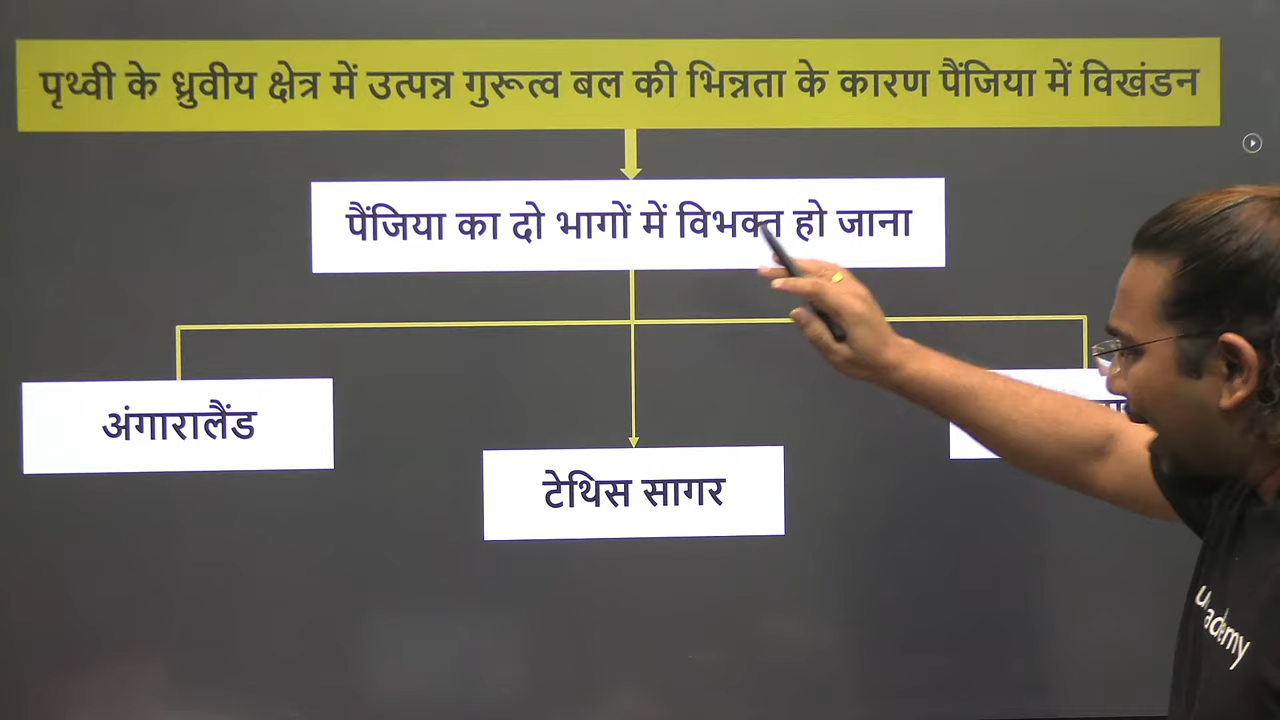 पृथ्वी के ध्रुवीय क्षेत्र में उत्पन्न गुरूत्व बल की भिन्नता के कारण पैंजिया में विखंडन
पैंजिया का दो भागों में विभक्त हो जाना
अंगारालैंड
टेथिस सागर